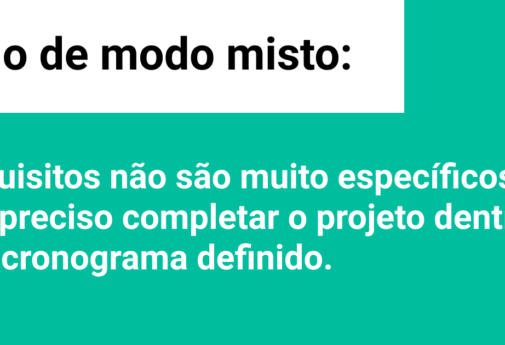 o de modo misto:
uisitos não são muito específicos
preciso completar o projeto dent
cronograma definido.